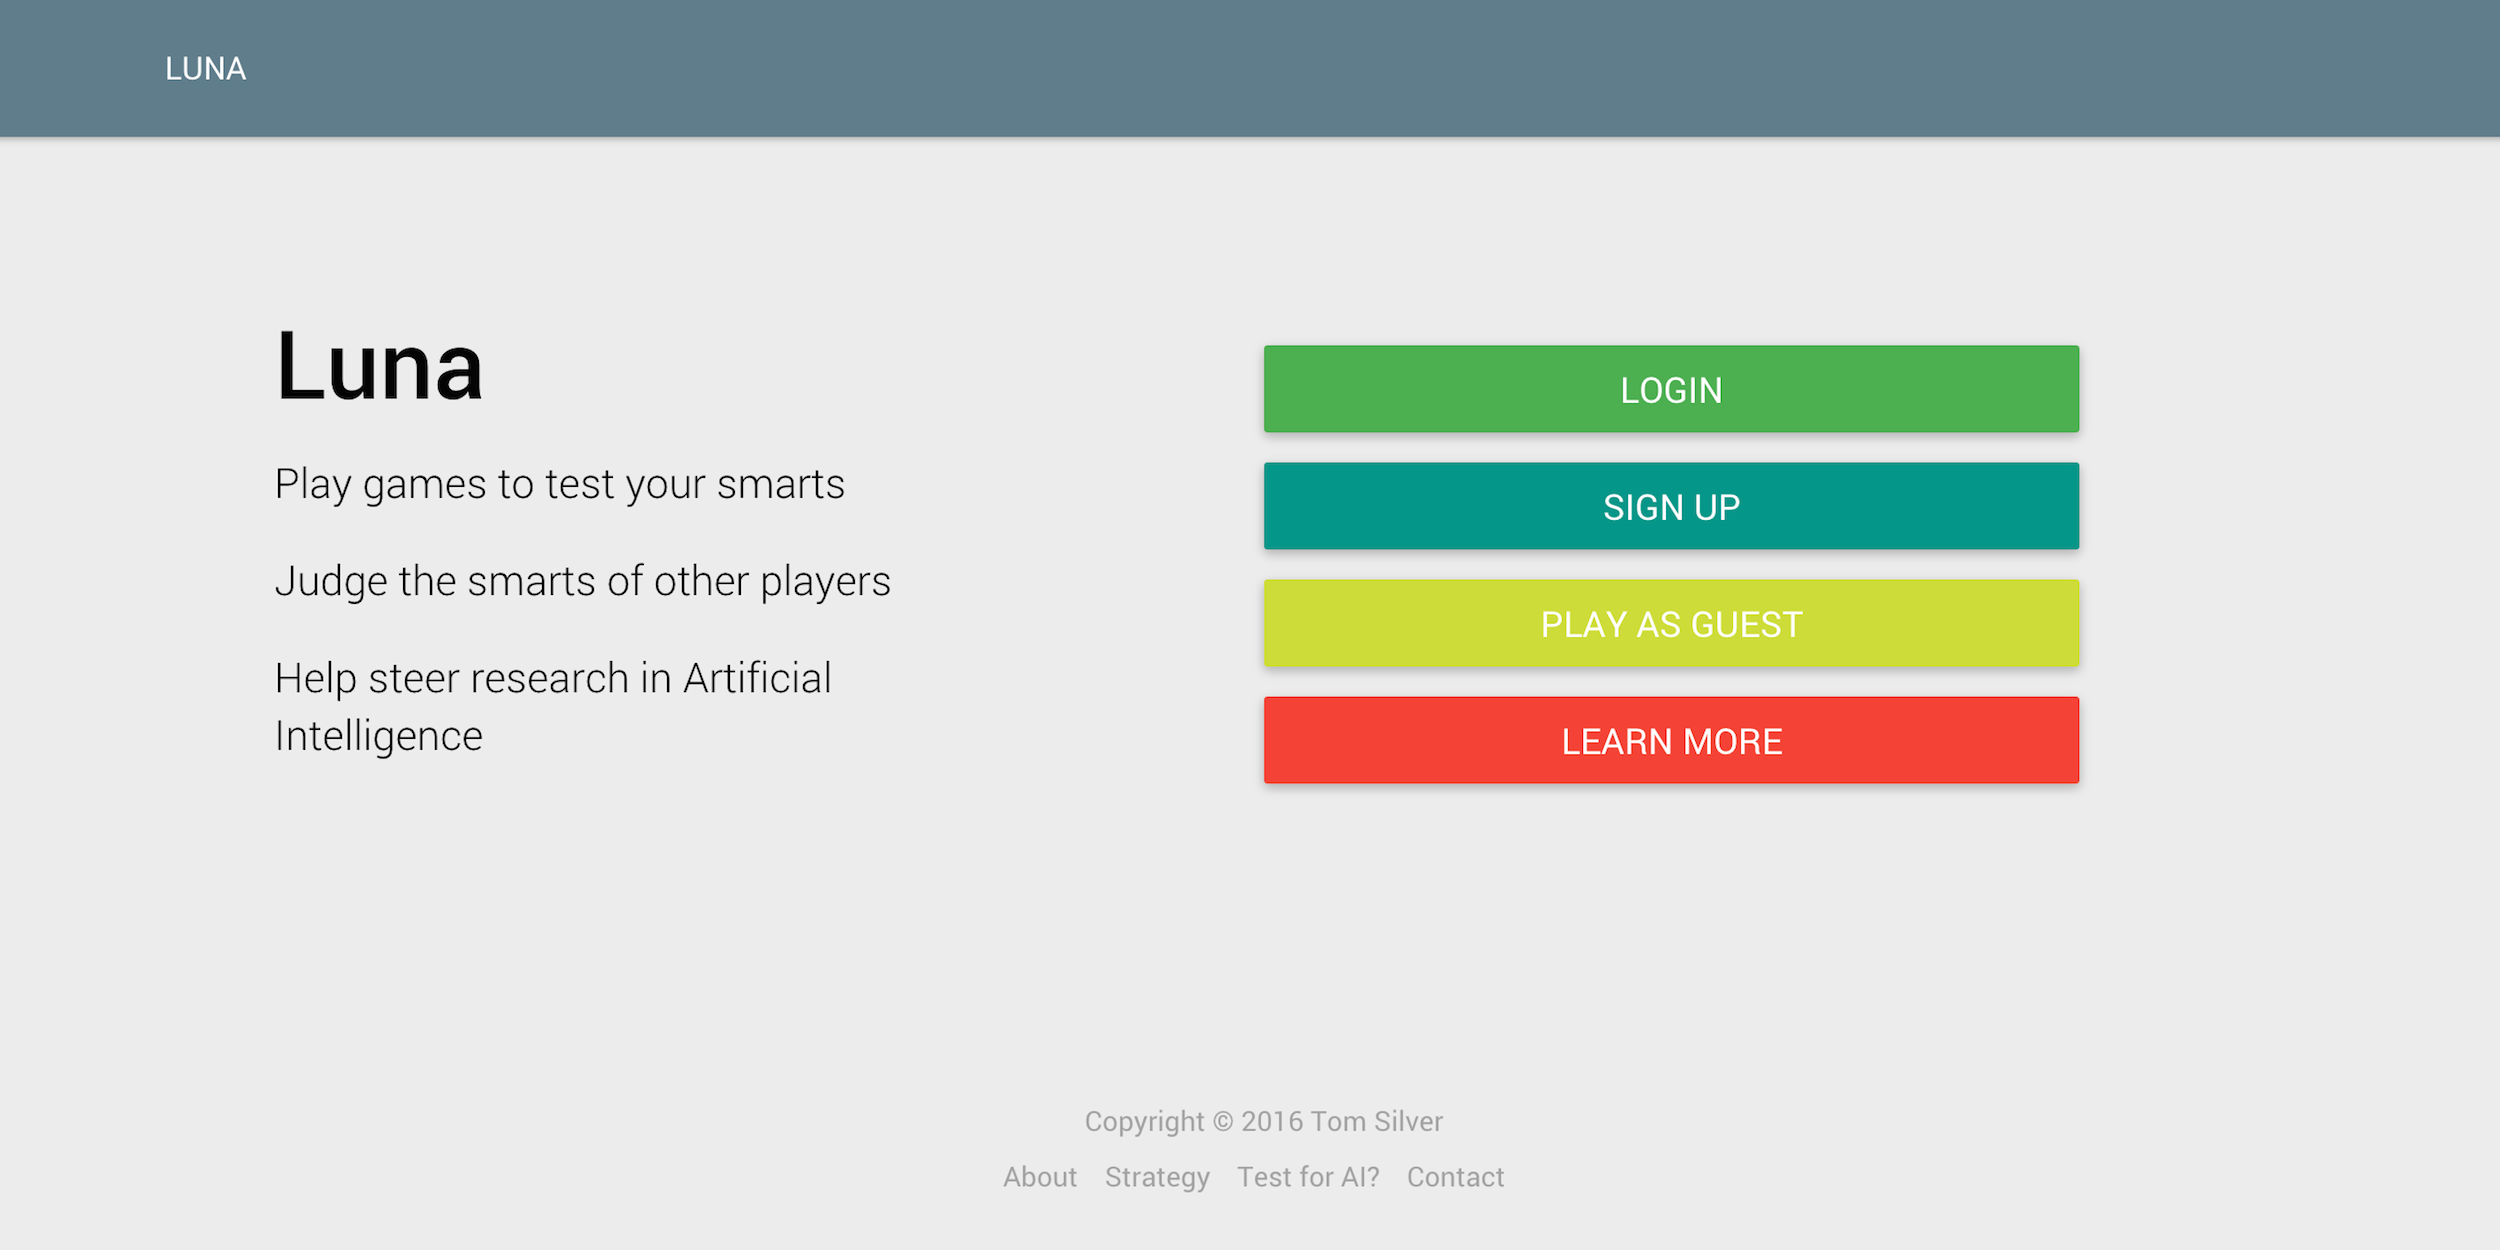 LUNA
Luna
Play games to test your smarts
Judge the smarts of other players
Help steer research in Artificial
Intelligence
LOGIN
SIGN UP
PLAY AS GUEST
LEARN MORE
Copyright © 2016 Tom Silver
About Strategy Test for AI? Contact